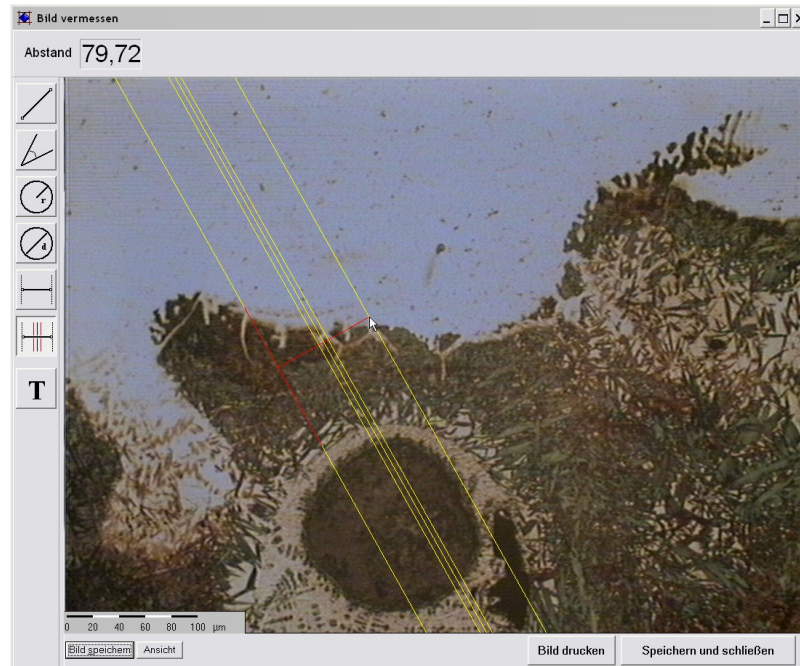 Bild vermessen
Abstand 79,72
r
d
T
0 20 40 60 80 100 µm
Bild speichern Ansicht
Bild drucken Speichern und schließen